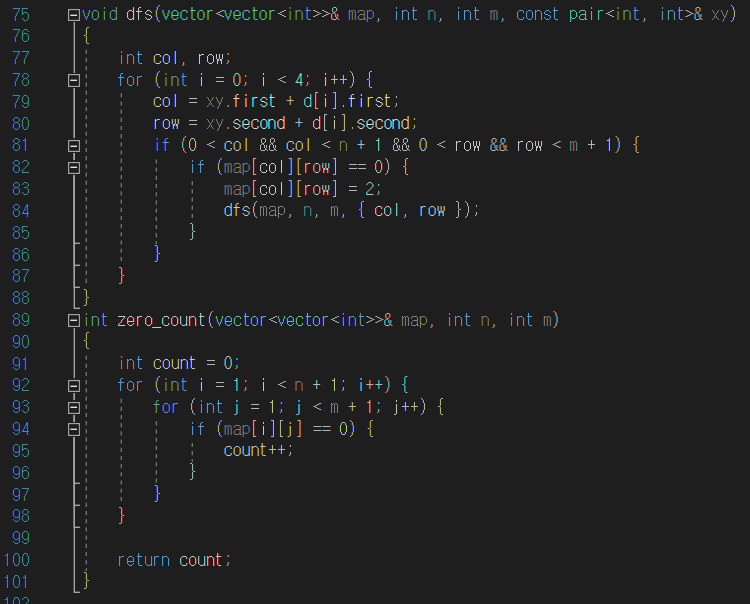 75 void dfs(vector<vector<int>>& map, int n, int m, const pair<int, int>& xy)
76 {
77     int col, row;
78     for (int i = 0; i < 4; i++) {
79         col = xy.first + d[i].first;
80         row = xy.second + d[i].second;
81         if (0 < col && col < n + 1 && 0 < row && row < m + 1) {
82             if (map[col][row] == 0) {
83                 map[col][row] = 2;
84                 dfs(map, n, m, { col, row });
85             }
86         }
87     }
88 }
89 int zero_count(vector<vector<int>>& map, int n, int m)
90 {
91     int count = 0;
92     for (int i = 1; i < n + 1; i++) {
93         for (int j = 1; j < m + 1; j++) {
94             if (map[i][j] == 0) {
95                 count++;
96             }
97         }
98     }
99
100     return count;
101 }
102